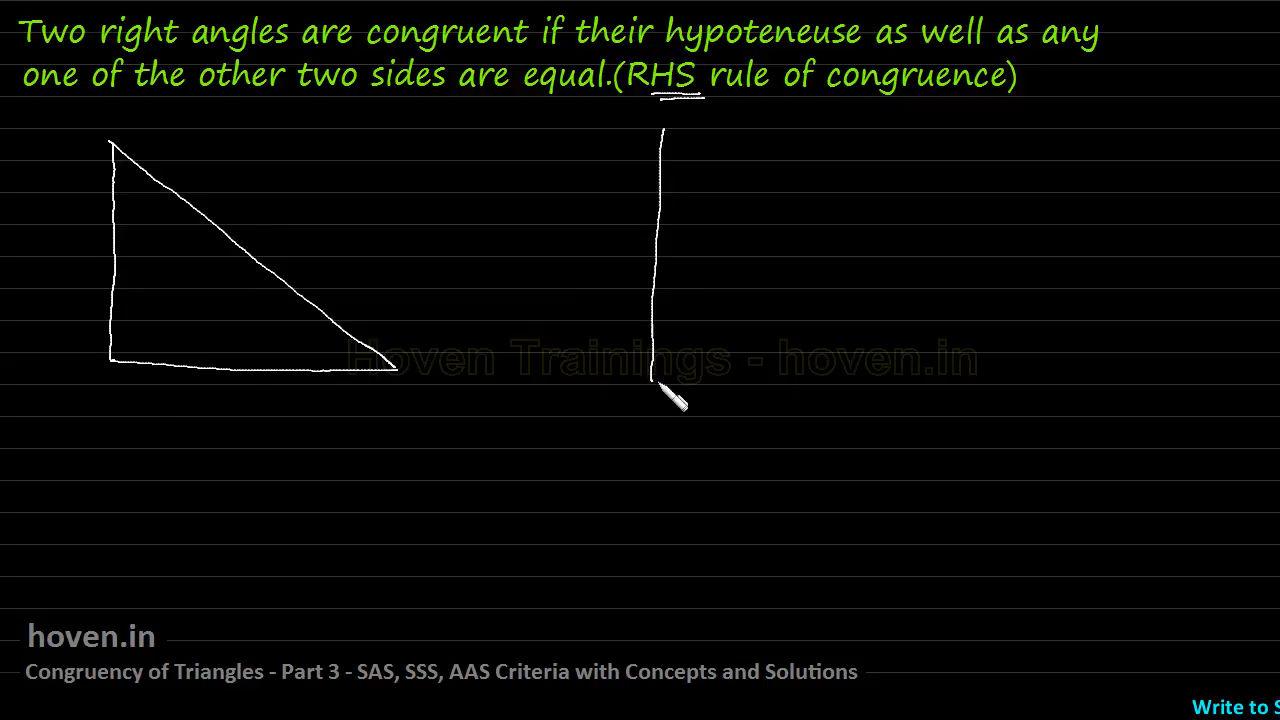 Two right angles are congruent if their hypoteneuse as well as any
one of the other two sides are equal.(RHS rule of congruence)
Hoven Trainings - hoven.in
hoven.in
Congruency of Triangles - Part 3 - SAS, SSS, AAS Criteria with Concepts and Solutions
Write to